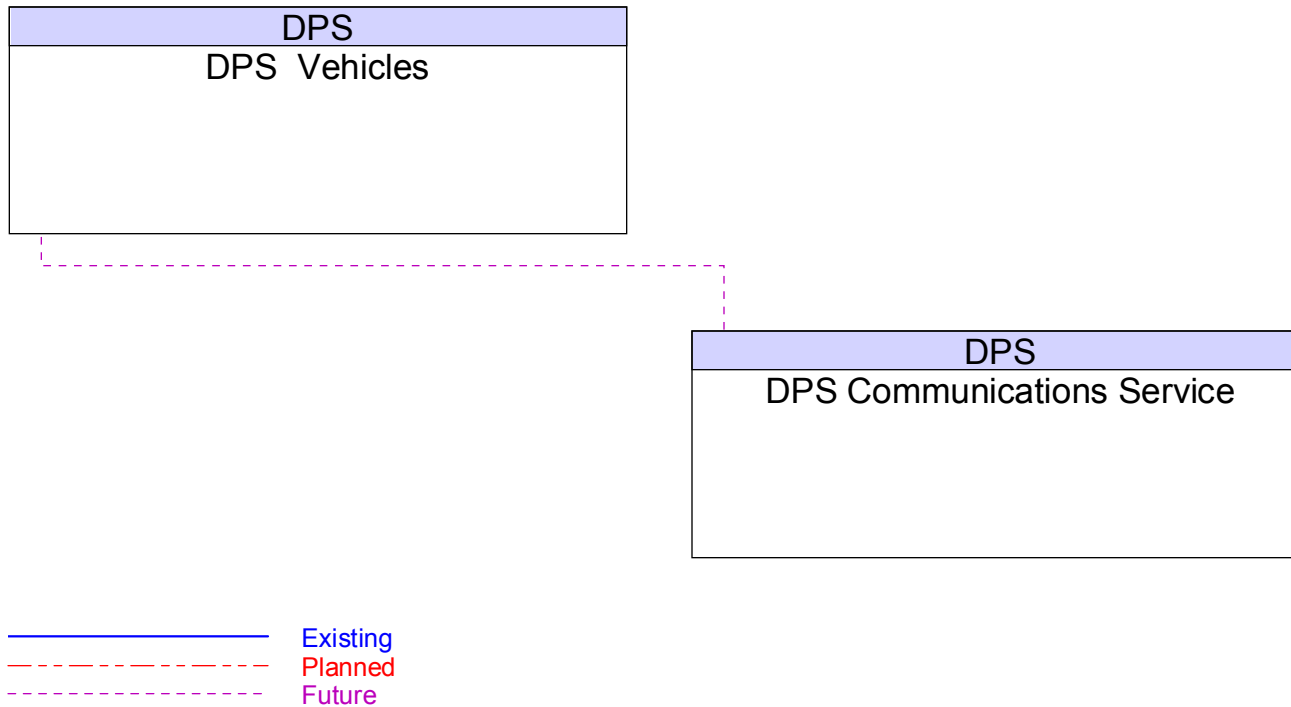 DPS
DPS  Vehicles
DPS
DPS Communications Service
Existing
Planned
Future